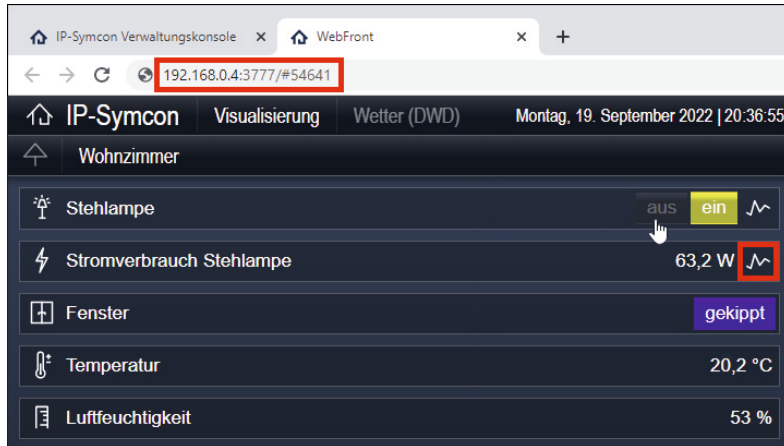 IP-Symcon Verwaltungskonsole WebFront
192.168.0.4:3777/#54641
IP-Symcon Visualisierung Wetter (DWD) Montag, 19. September 2022 | 20:36:55
Wohnzimmer
Stehlampe aus ein
Stromverbrauch Stehlampe 63,2 W
Fenster gekippt
Temperatur 20,2 °C
Luftfeuchtigkeit 53 %